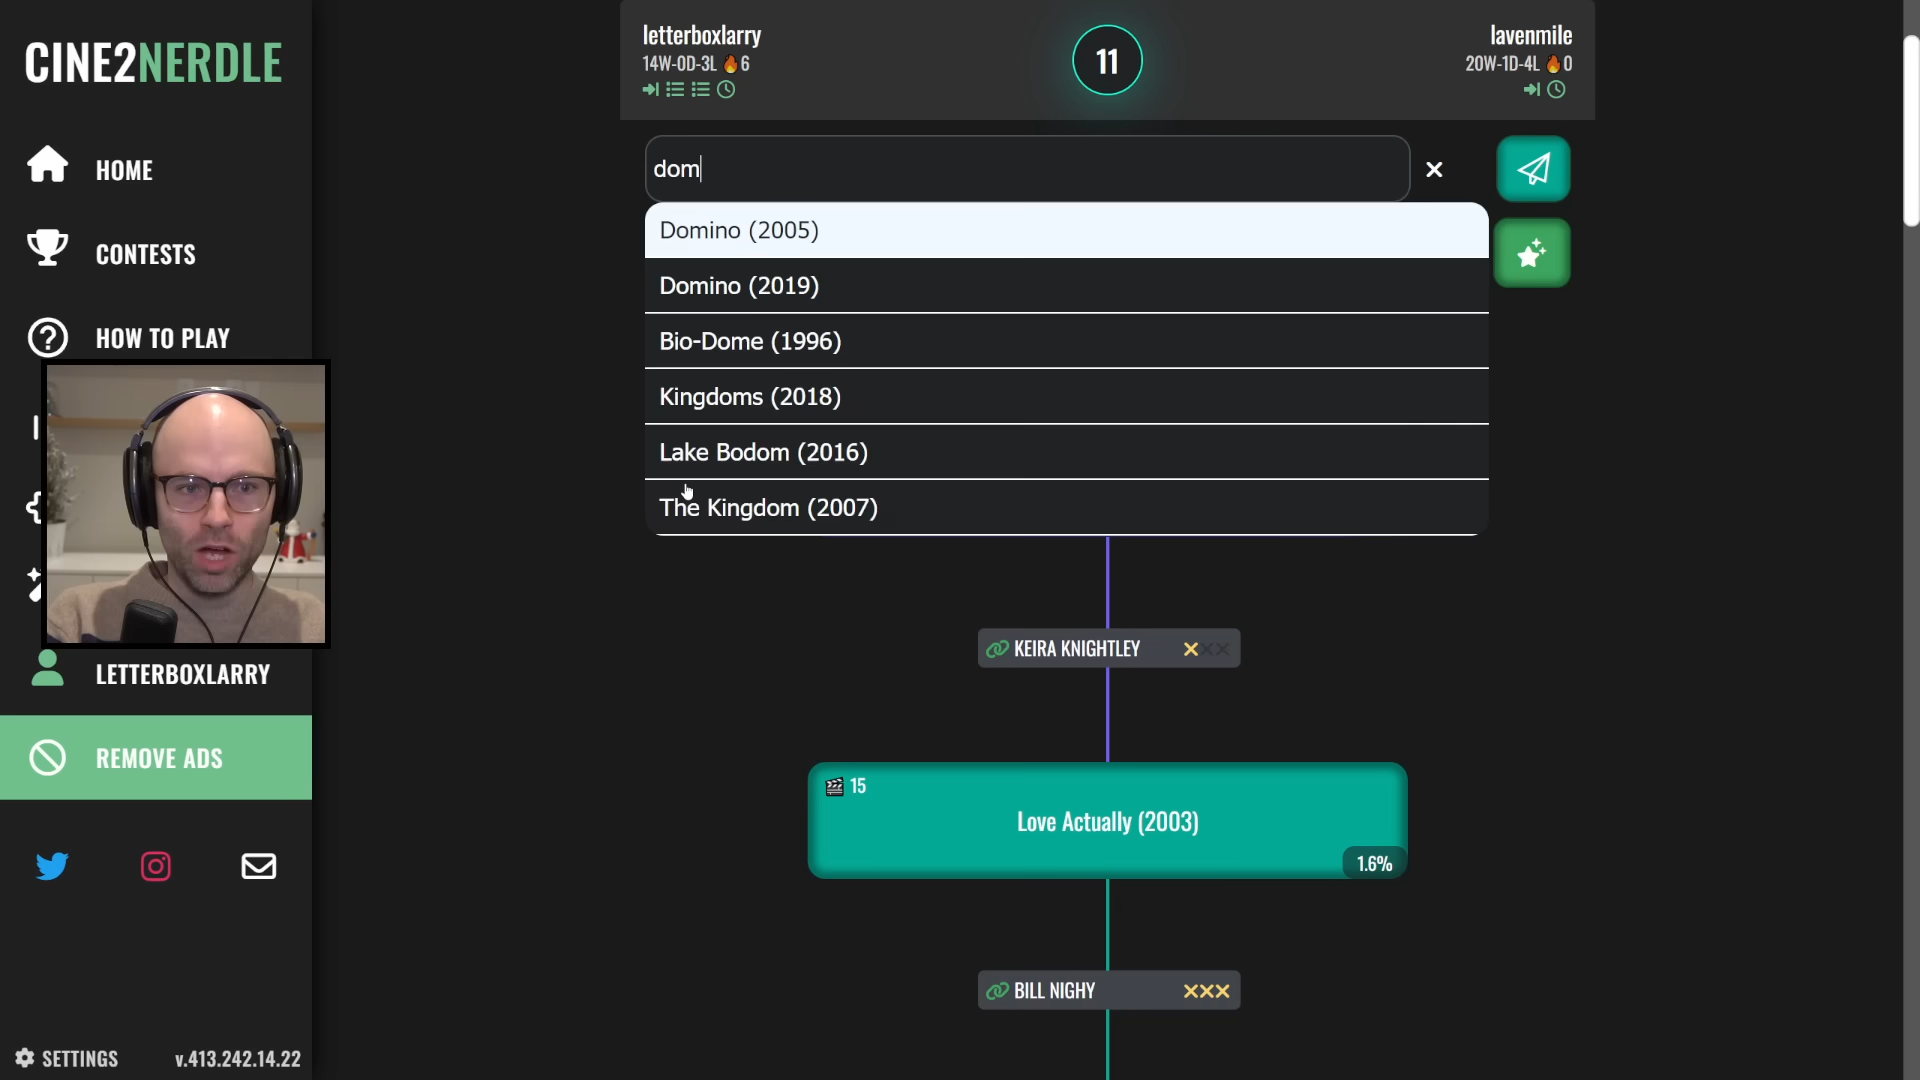 CINE2NERDLE
HOME
CONTESTS
HOW TO PLAY
LETTERBOXLARRY
REMOVE ADS
SETTINGS
v.413.242.14.22
letterboxlarry
14W-0D-3L 🔥6
11
lavenmile
20W-1D-4L 🔥0
dom
Domino (2005)
Domino (2019)
Bio-Dome (1996)
Kingdoms (2018)
Lake Bodom (2016)
The Kingdom (2007)
KEIRA KNIGHTLEY
15
Love Actually (2003)
1.6%
BILL NIGHY